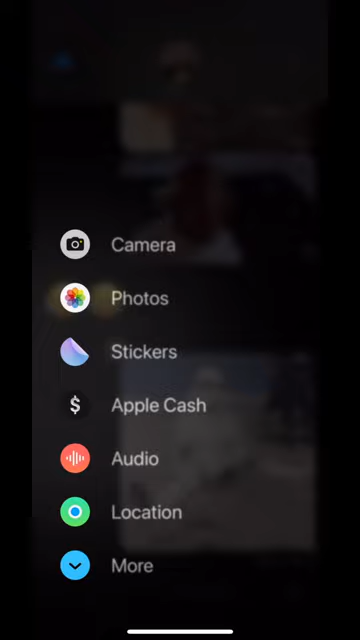 Camera
Photos
Stickers
$
Apple Cash
Audio
Location
More